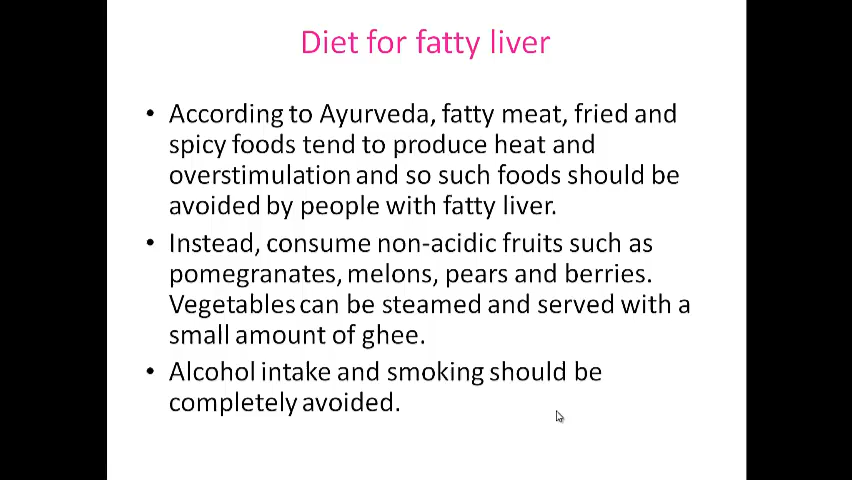 Diet for fatty liver
• According to Ayurveda, fatty meat, fried and
spicy foods tend to produce heat and
overstimulation and so such foods should be
avoided by people with fatty liver.
• Instead, consume non-acidic fruits such as
pomegranates, melons, pears and berries.
Vegetables can be steamed and served with a
small amount of ghee.
• Alcohol intake and smoking should be
completely avoided.